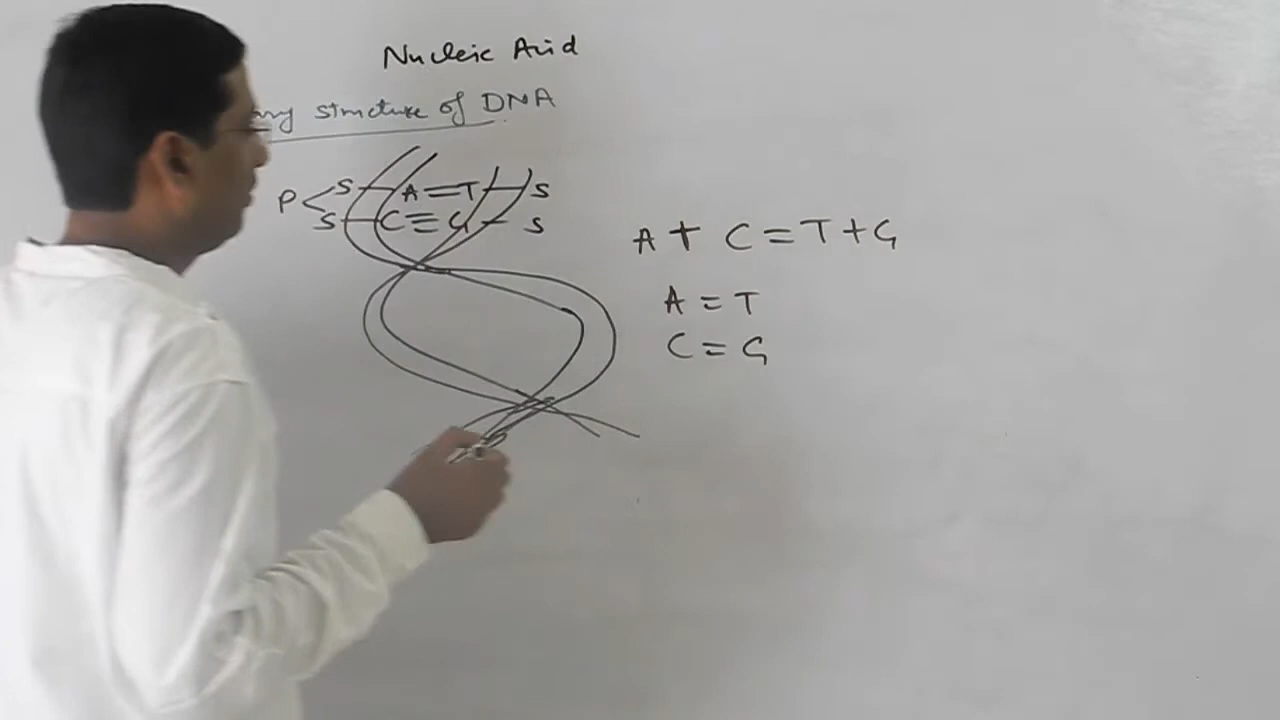 Nucleic Acid
structure of DNA
P S A = T S
S C ≡ G S
A + C = T + G
A = T
C = G